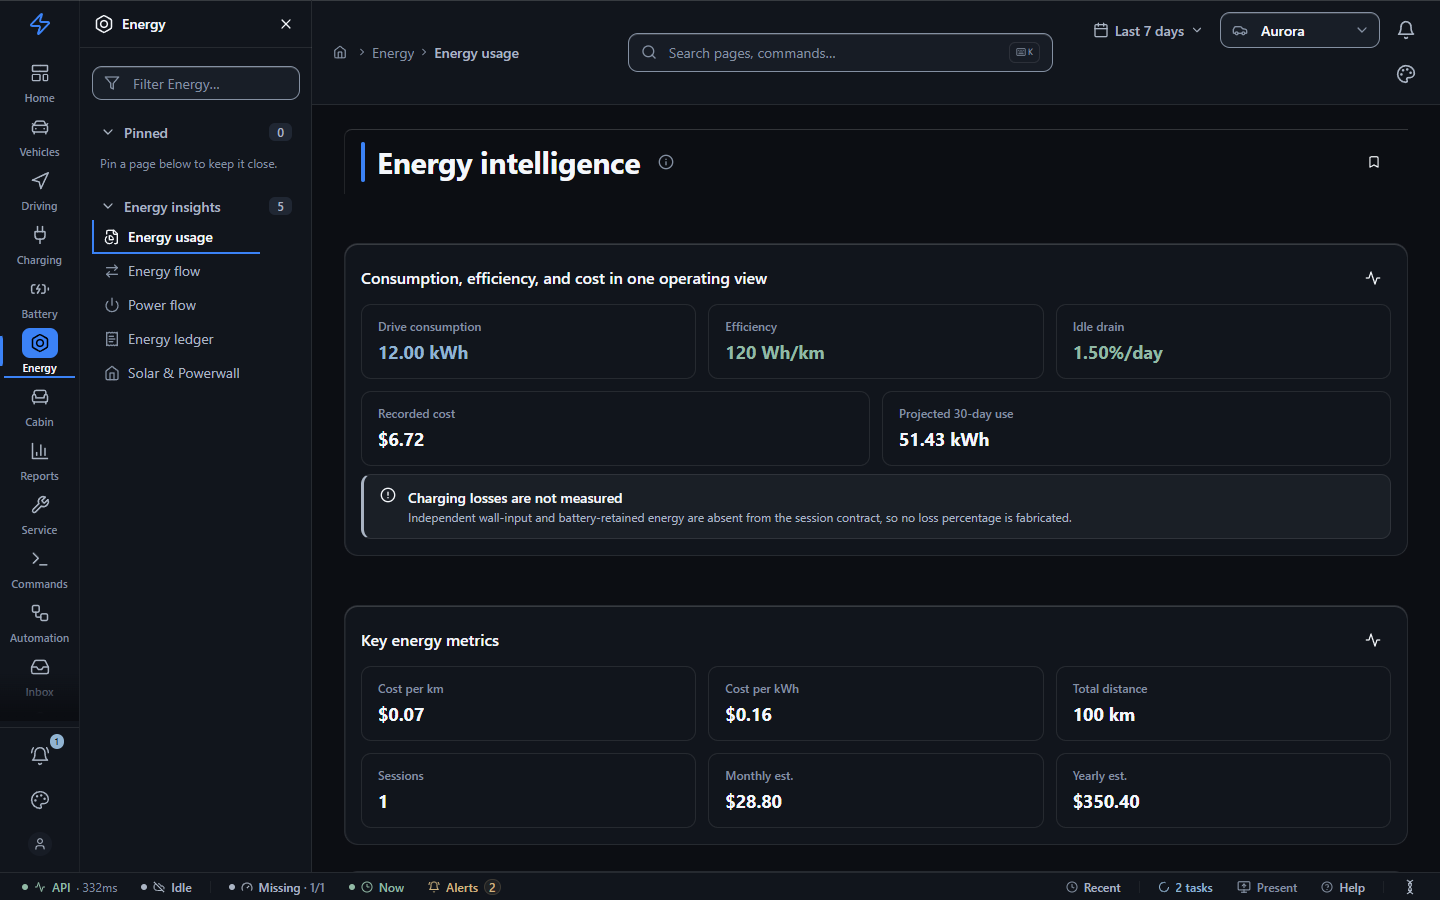 Energy
Home
Vehicles
Driving
Charging
Battery
Energy
Cabin
Reports
Service
Commands
Automation
Inbox
1
Filter Energy...
Pinned 0
Pin a page below to keep it close.
Energy insights 5
Energy usage
Energy flow
Power flow
Energy ledger
Solar & Powerwall
Energy Energy usage
Search pages, commands... K
Last 7 days
Aurora
Energy intelligence
Consumption, efficiency, and cost in one operating view
Drive consumption
12.00 kWh
Efficiency
120 Wh/km
Idle drain
1.50%/day
Recorded cost
$6.72
Projected 30-day use
51.43 kWh
Charging losses are not measured
Independent wall-input and battery-retained energy are absent from the session contract, so no loss percentage is fabricated.
Key energy metrics
Cost per km
$0.07
Cost per kWh
$0.16
Total distance
100 km
Sessions
1
Monthly est.
$28.80
Yearly est.
$350.40
API · 332ms
Idle
Missing · 1/1
Now
Alerts 2
Recent
2 tasks
Present
Help